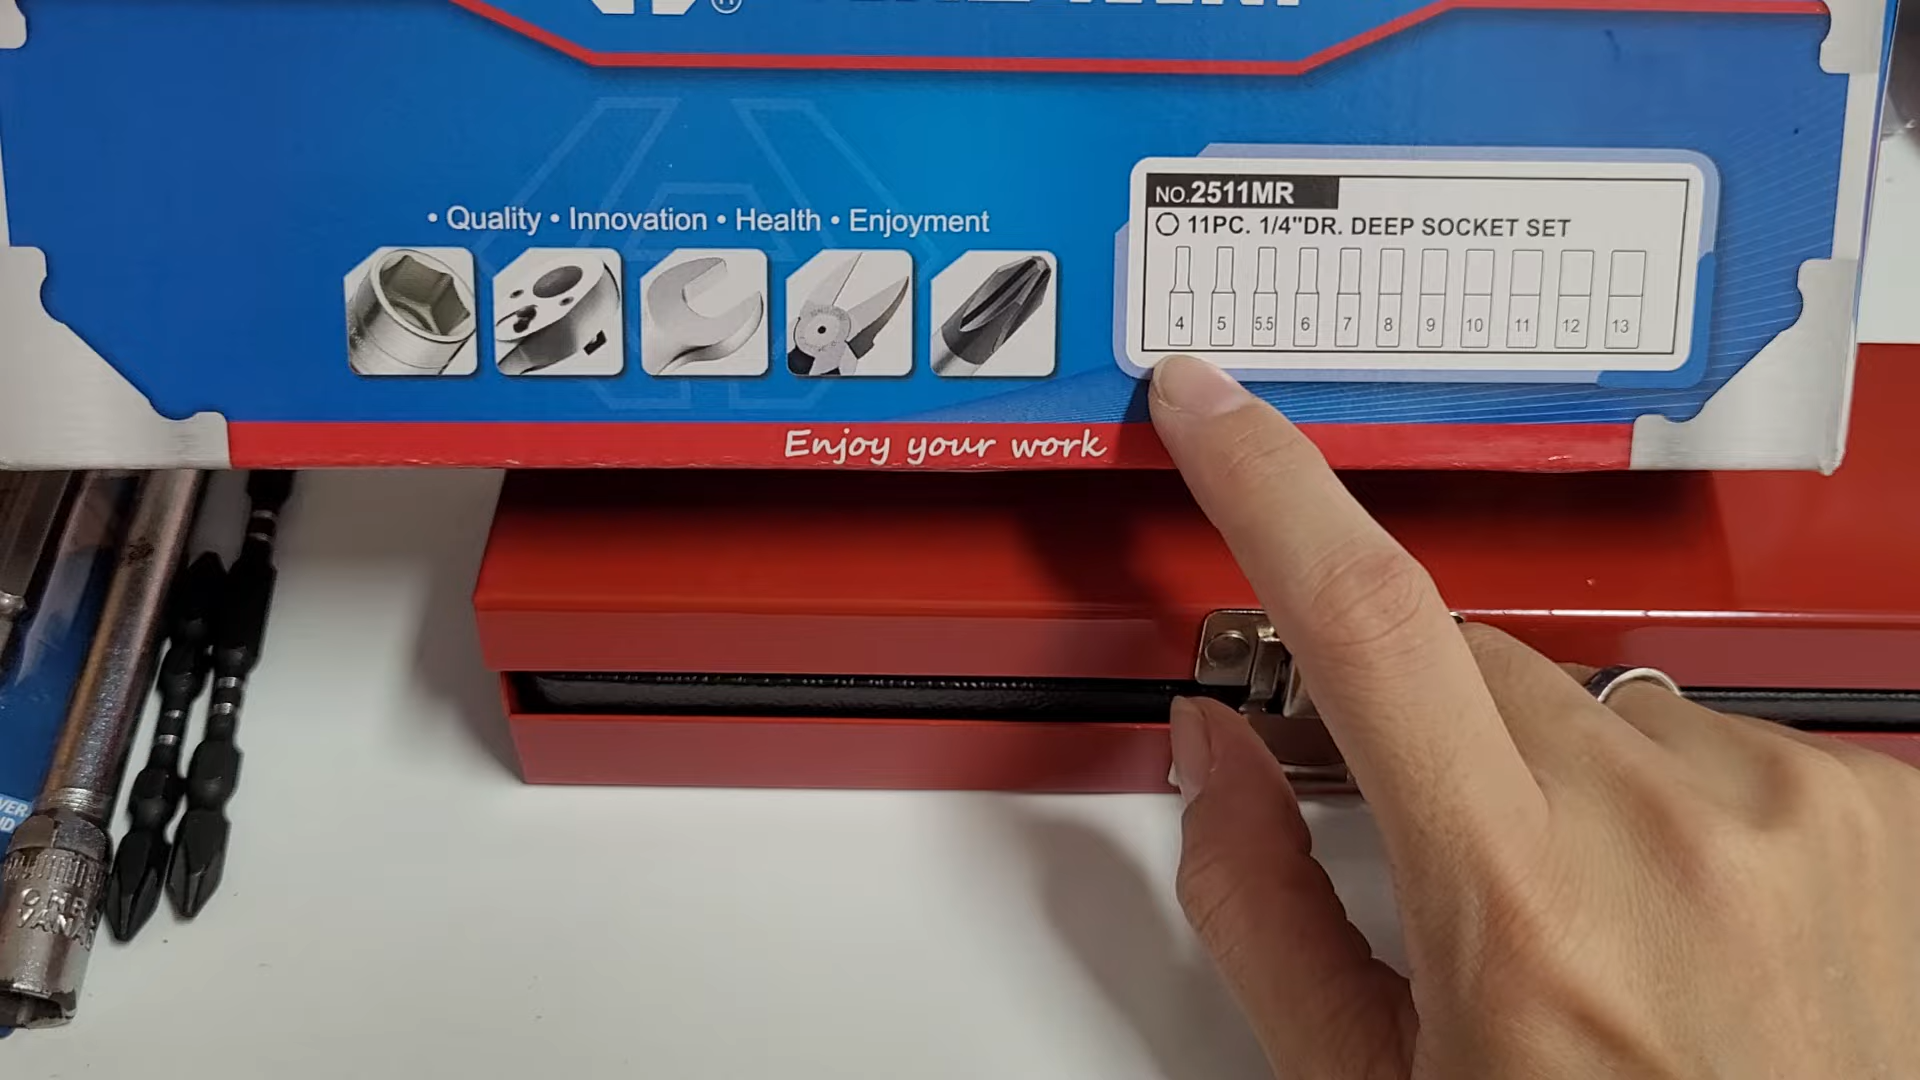 ®
• Quality • Innovation • Health • Enjoyment
NO.2511MR
11PC. 1/4"DR. DEEP SOCKET SET
4 5 5.5 6 7 8 9 10 11 12 13
Enjoy your work